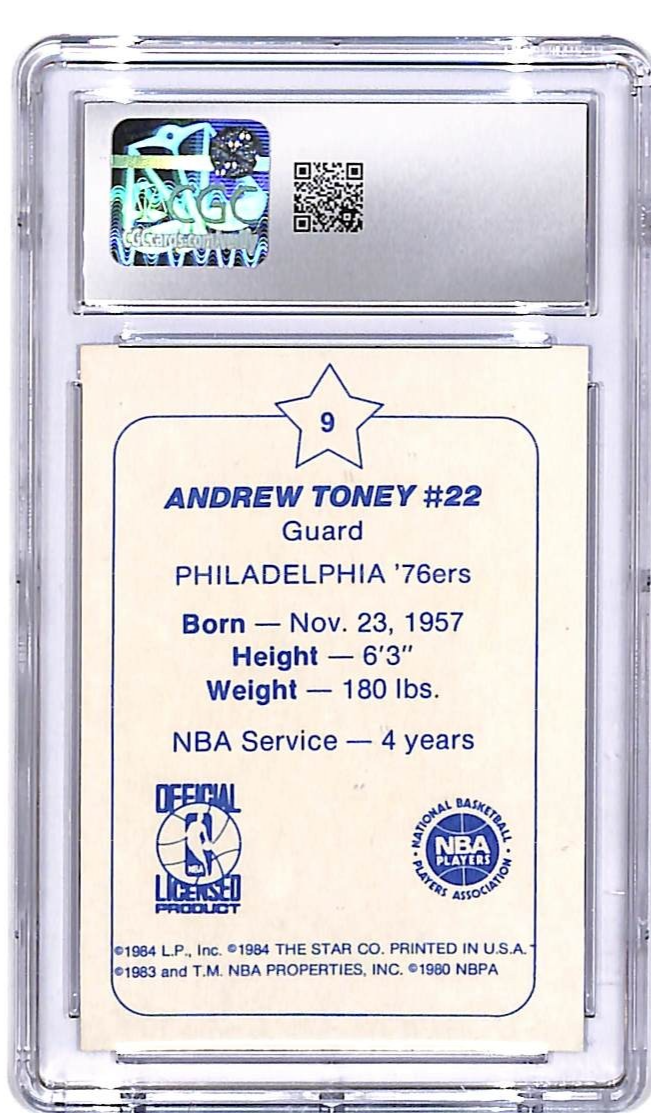 CGC
CGCcards.com
9
ANDREW TONEY #22
Guard
PHILADELPHIA '76ers
Born — Nov. 23, 1957
Height — 6'3"
Weight — 180 lbs.
NBA Service — 4 years
OFFICIAL
NBA
LICENSED
PRODUCT
NATIONAL BASKETBALL
NBA
PLAYERS
PLAYERS ASSOCIATION
©1984 L.P., Inc. ©1984 THE STAR CO. PRINTED IN U.S.A.
©1983 and T.M. NBA PROPERTIES, INC. ©1980 NBPA